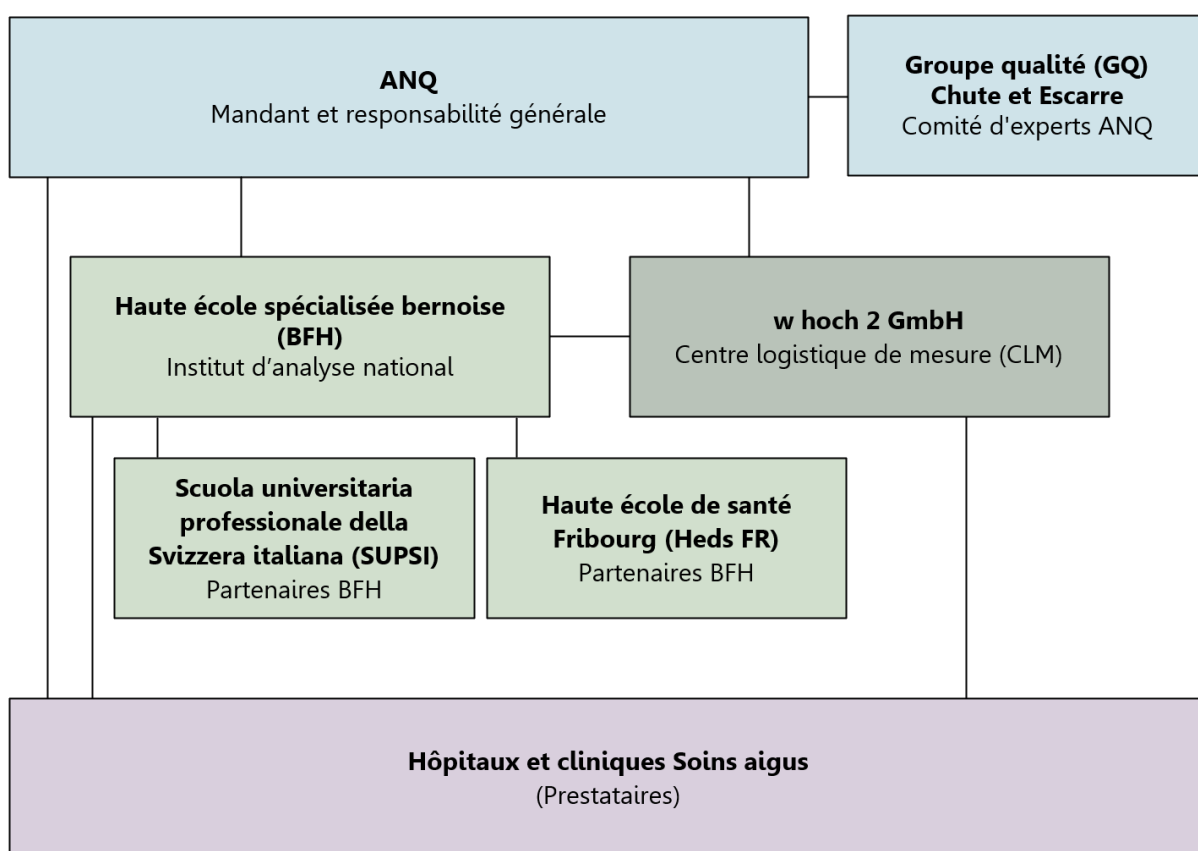 ANQ
Mandant et responsabilité générale
Groupe qualité (GQ)
Chute et Escarre
Comité d'experts ANQ
Haute école spécialisée bernoise
(BFH)
Institut d’analyse national
w hoch 2 GmbH
Centre logistique de mesure (CLM)
Scuola universitaria
professionale della
Svizzera italiana (SUPSI)
Partenaires BFH
Haute école de santé
Fribourg (Heds FR)
Partenaires BFH
Hôpitaux et cliniques Soins aigus
(Prestataires)